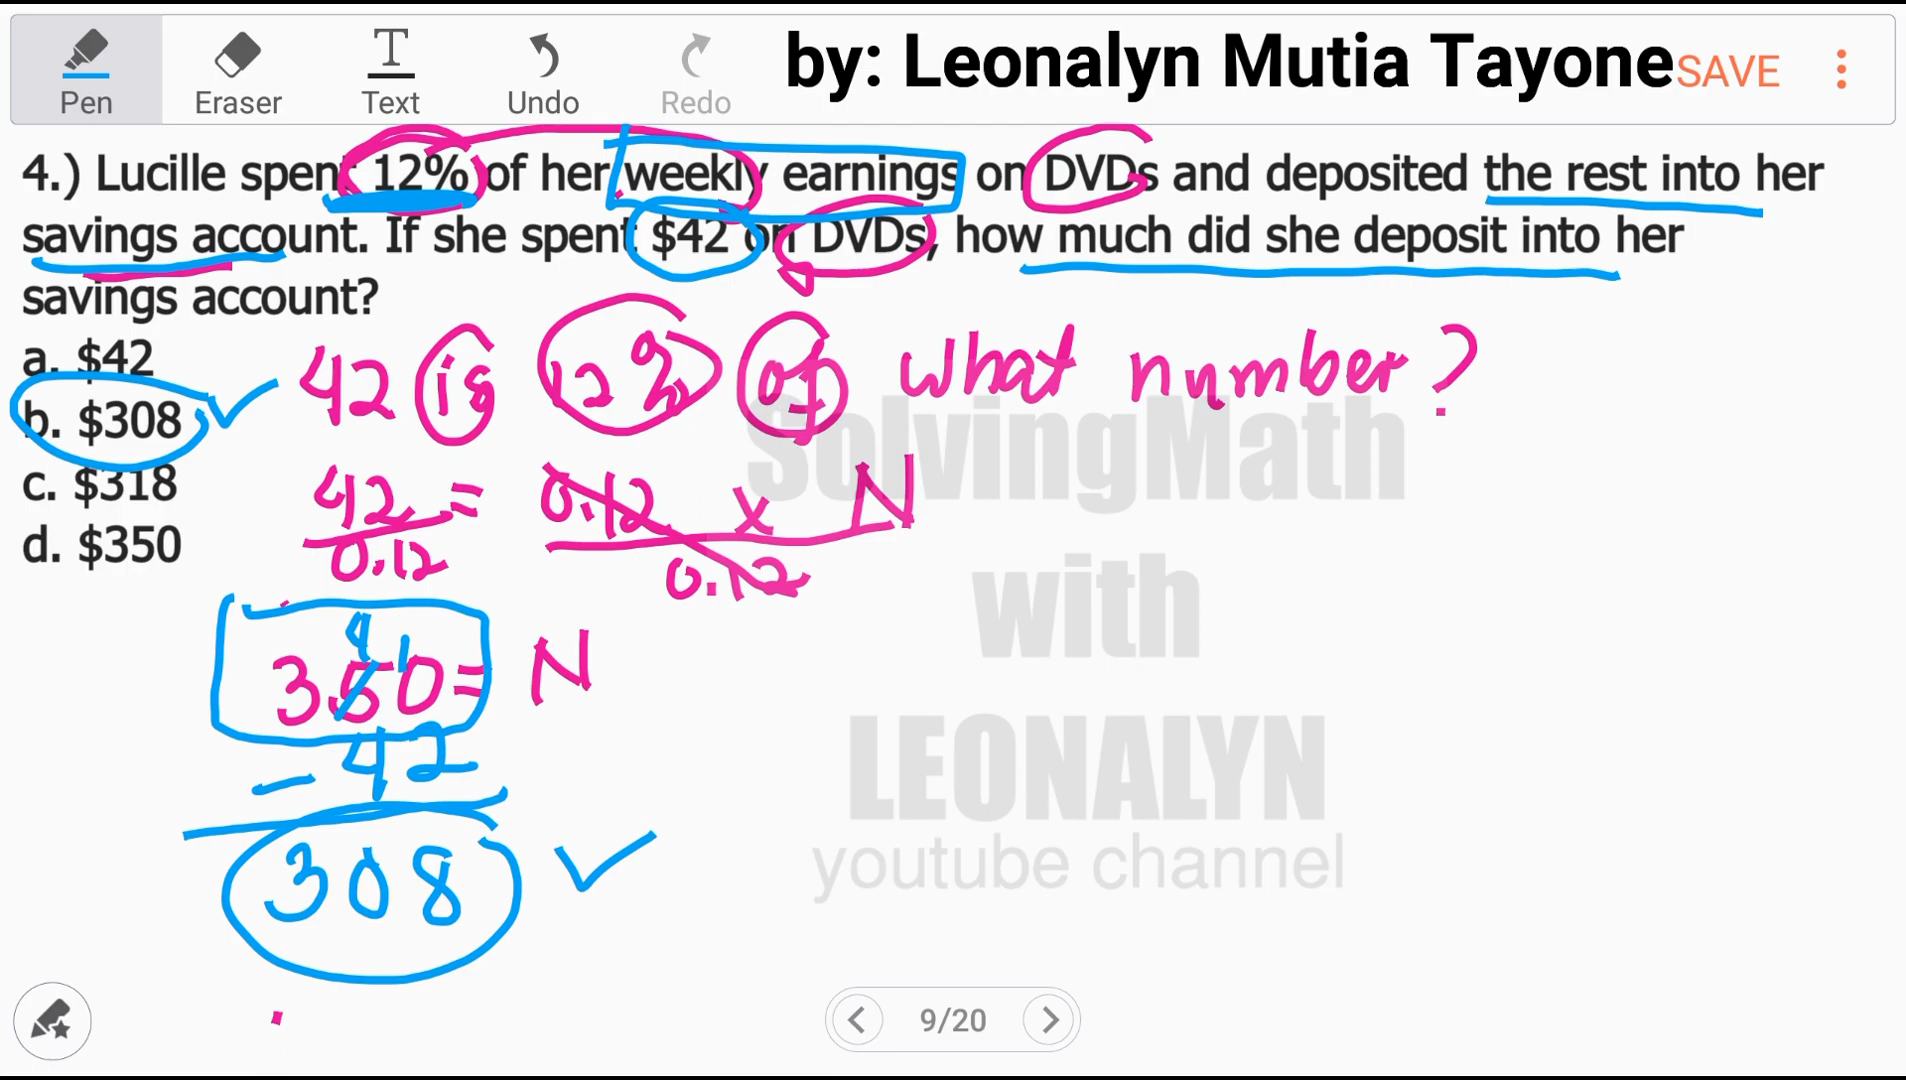 Pen
Eraser
Text
Undo
Redo
by: Leonalyn Mutia Tayone
SAVE
4.) Lucille spent 12% of her weekly earnings on DVDs and deposited the rest into her
savings account. If she spent $42 on DVDs, how much did she deposit into her
savings account?
a. $42
b. $308
c. $318
d. $350
42 is 12% of what number?
42 = 0.12 x N
0.12 0.12
4 1
350 = N
- 42
308
SolvingMath
with
LEONALYN
youtube channel
9/20